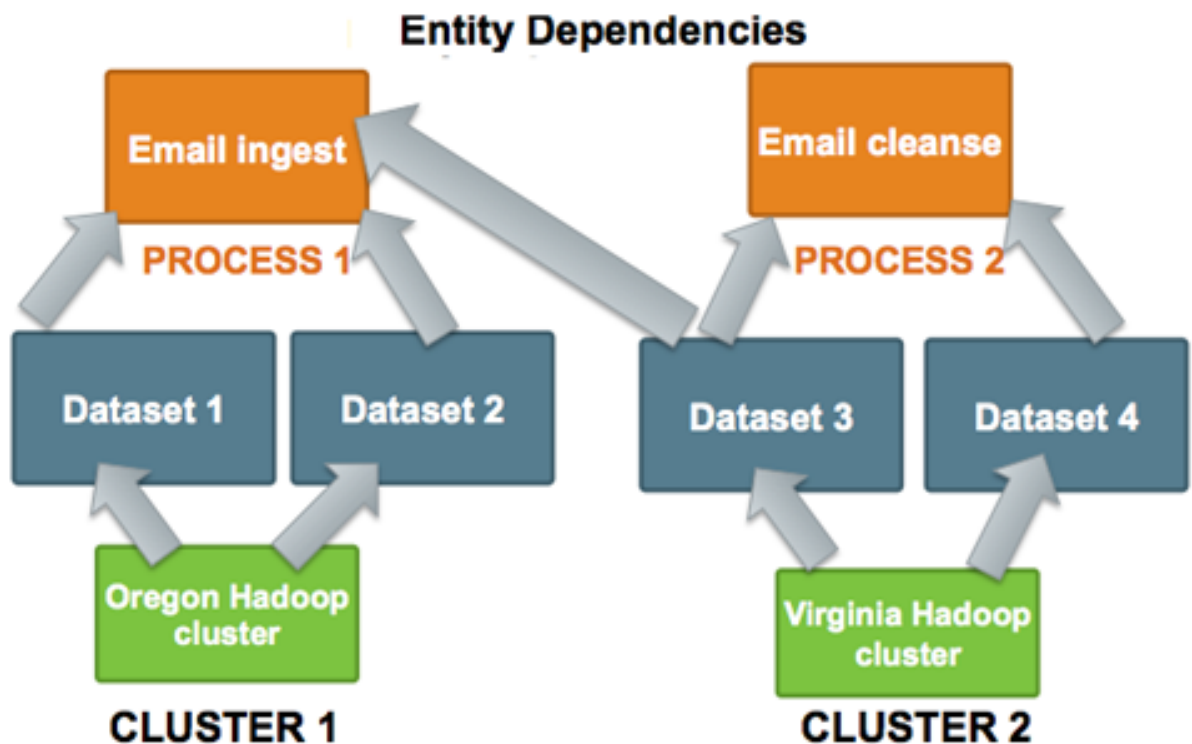 Entity Dependencies
Email ingest
Email cleanse
PROCESS 1
PROCESS 2
Dataset 1
Dataset 2
Dataset 3
Dataset 4
Oregon Hadoop
cluster
Virginia Hadoop
cluster
CLUSTER 1
CLUSTER 2